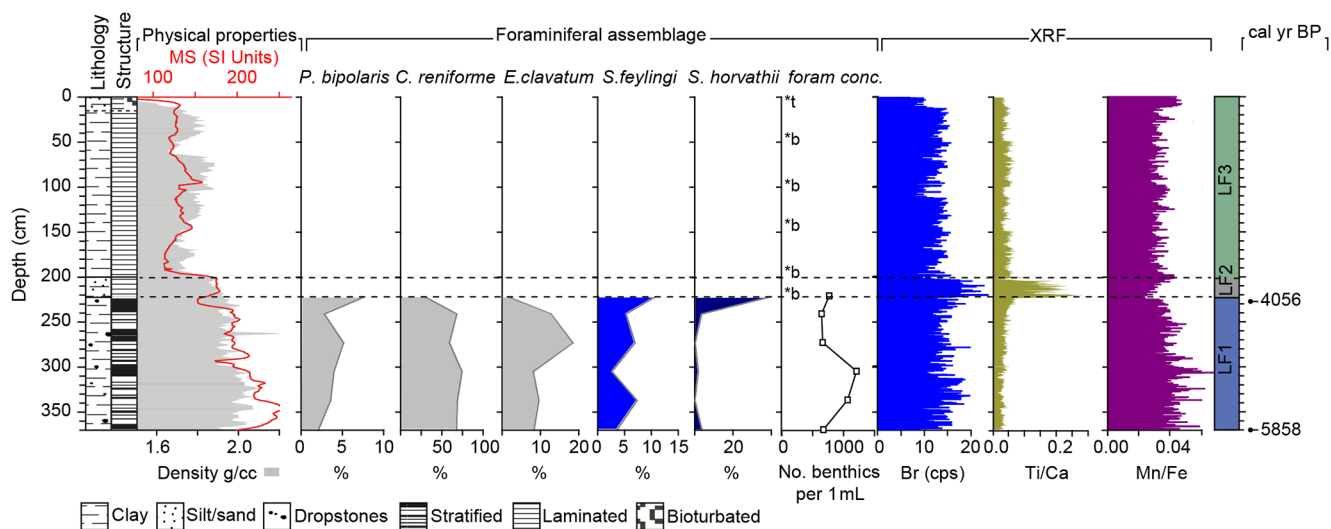 Physical properties
Foraminiferal assemblage
XRF
cal yr BP
Lithology
Structure
MS (SI Units)
100 200
P. bipolaris C. reniforme E.clavatum S.feylingi S. horvathii foram conc.
Depth (cm)
0
50
100
150
200
250
300
350
*t
*b
*b
*b
*b
*b
LF3
LF2
LF1
4056
5858
1.6 1.8 2.0
0 5 10
0 50 100
0 10 20
0 5 10 15
0 20
0 1000
0 10 20
0.0 0.2
0.00 0.04
Density g/cc
% % % % %
No. benthics
per 1mL
Br (cps)
Ti/Ca
Mn/Fe
Clay Silt/sand Dropstones Stratified Laminated Bioturbated